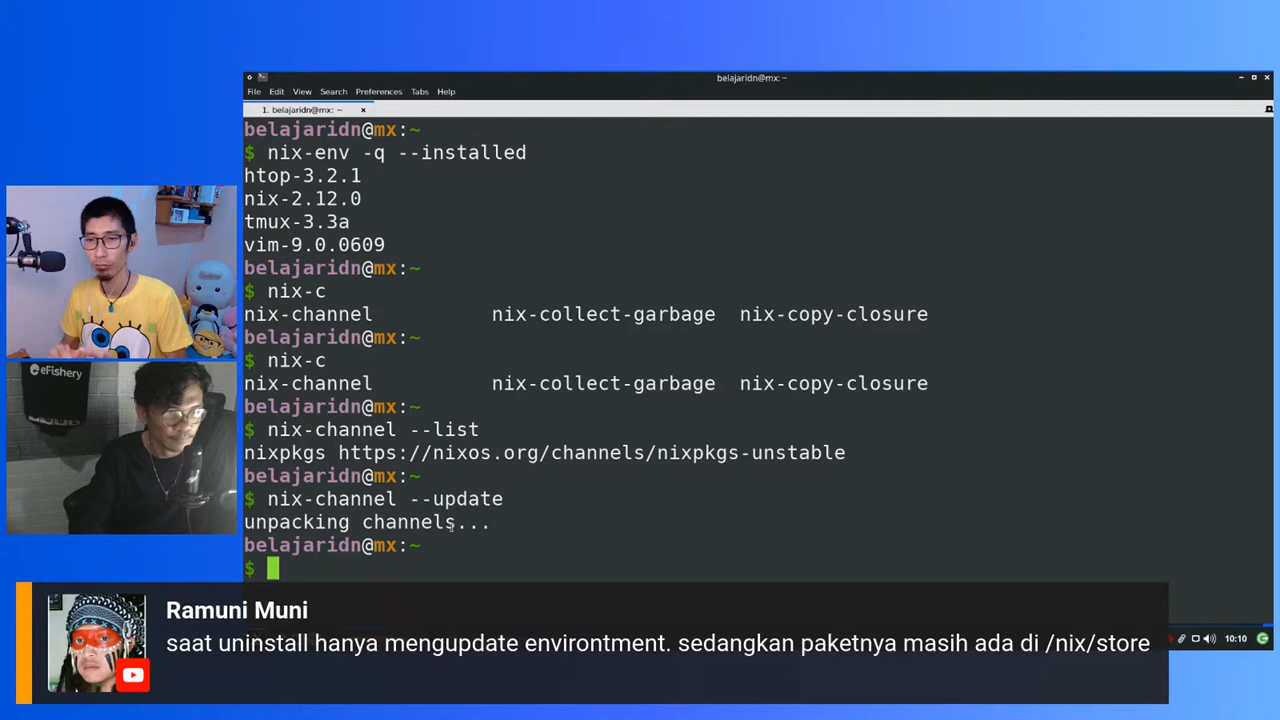 belajaridn@mx: ~
File Edit View Search Preferences Tabs Help
1. belajaridn@mx: ~
belajaridn@mx:~
$ nix-env -q --installed
htop-3.2.1
nix-2.12.0
tmux-3.3a
vim-9.0.0609
belajaridn@mx:~
$ nix-c
nix-channel nix-collect-garbage nix-copy-closure
belajaridn@mx:~
$ nix-c
nix-channel nix-collect-garbage nix-copy-closure
belajaridn@mx:~
$ nix-channel --list
nixpkgs https://nixos.org/channels/nixpkgs-unstable
belajaridn@mx:~
$ nix-channel --update
unpacking channels...
belajaridn@mx:~
$
eFishery
10:10
Ramuni Muni
saat uninstall hanya mengupdate environtment. sedangkan paketnya masih ada di /nix/store